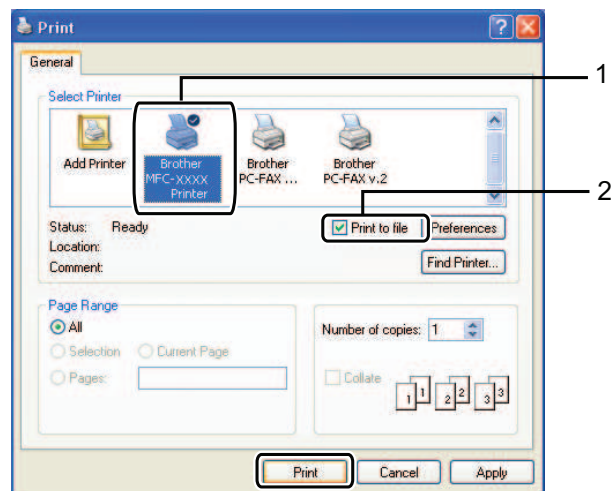 Print
General
1
Select Printer
Add Printer
Brother
MFC-XXXX
Printer
Brother
PC-FAX ...
Brother
PC-FAX v.2
2
Status: Ready
Print to file
Preferences
Location:
Comment:
Find Printer...
Page Range
All
Number of copies: 1
Selection
Current Page
Pages:
Collate
1 1 2 2 3 3
Print
Cancel
Apply